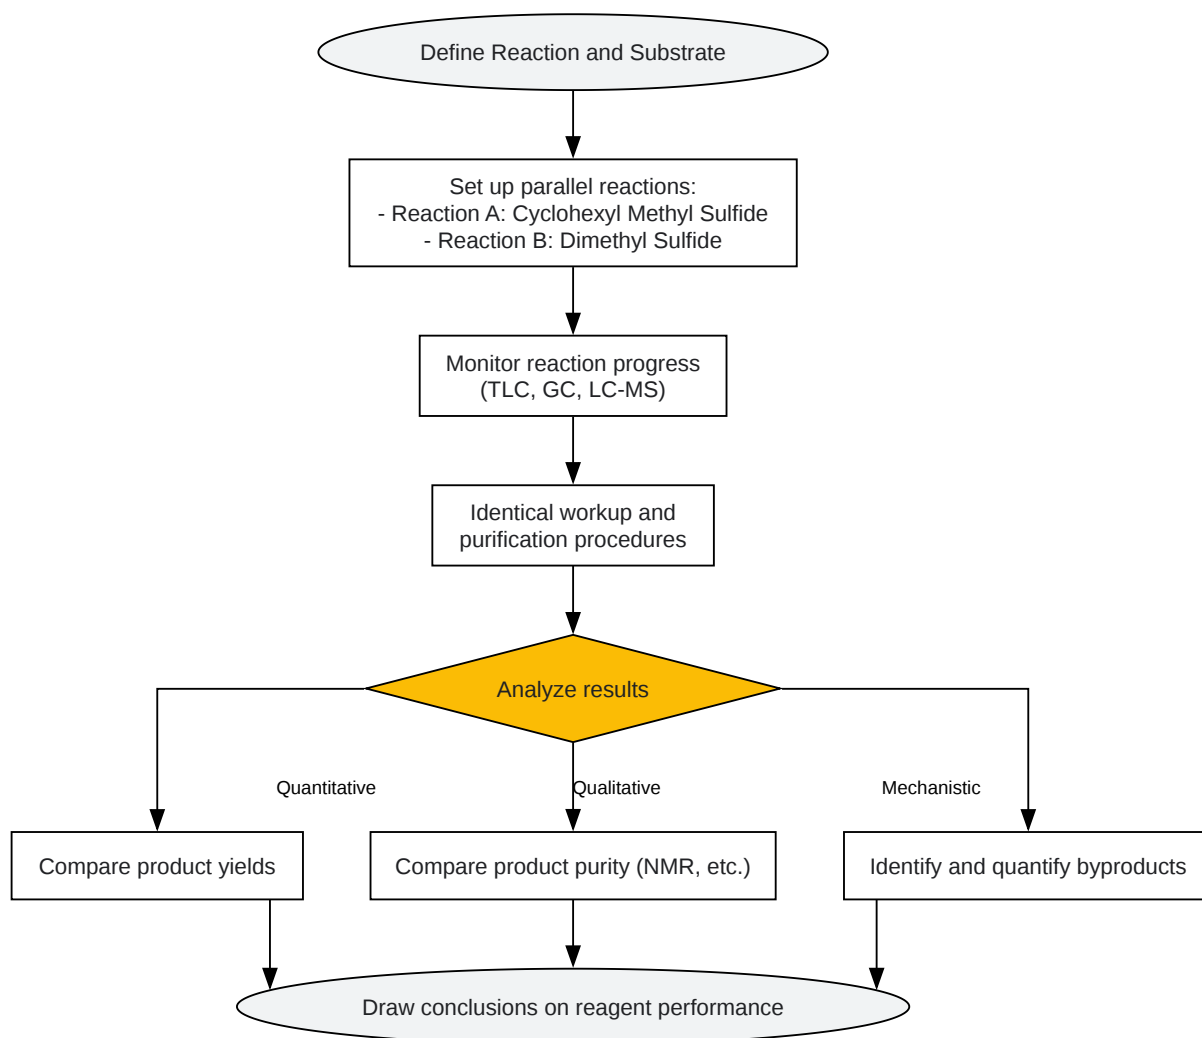 Define Reaction and Substrate
Set up parallel reactions:
- Reaction A: Cyclohexyl Methyl Sulfide
- Reaction B: Dimethyl Sulfide
Monitor reaction progress
(TLC, GC, LC-MS)
Identical workup and
purification procedures
Analyze results
Quantitative
Qualitative
Mechanistic
Compare product yields
Compare product purity (NMR, etc.)
Identify and quantify byproducts
Draw conclusions on reagent performance